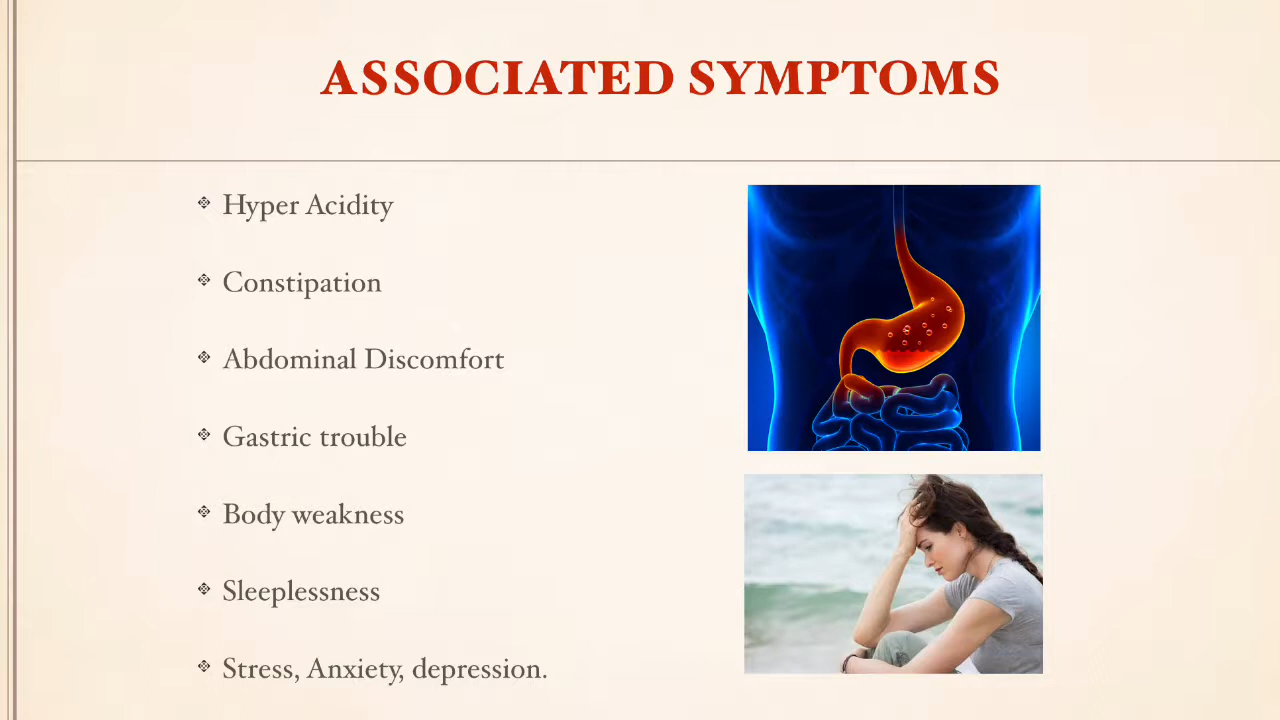 ASSOCIATED SYMPTOMS
Hyper Acidity
Constipation
Abdominal Discomfort
Gastric trouble
Body weakness
Sleeplessness
Stress, Anxiety, depression.